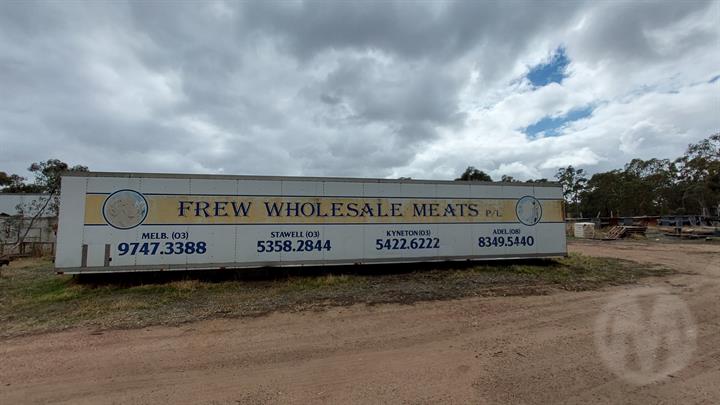 FREW WHOLESALE MEATS P/L
MELB. (03) STAWELL (03) KYNETON(03) ADEL.(08)
9747.3388 5358.2844 5422.6222 8349.5440
M